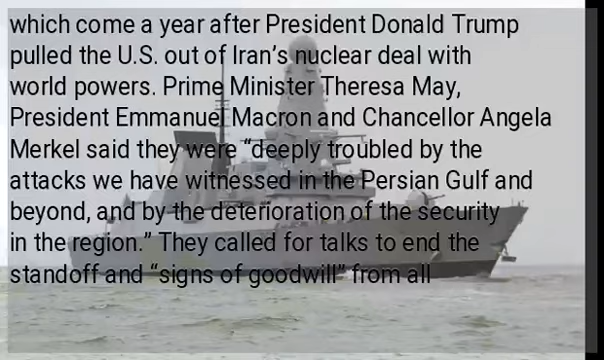 which come a year after President Donald Trump
pulled the U.S. out of Iran’s nuclear deal with
world powers. Prime Minister Theresa May,
President Emmanuel Macron and Chancellor Angela
Merkel said they were “deeply troubled by the
attacks we have witnessed in the Persian Gulf and
beyond, and by the deterioration of the security
in the region.” They called for talks to end the
standoff and “signs of goodwill” from all